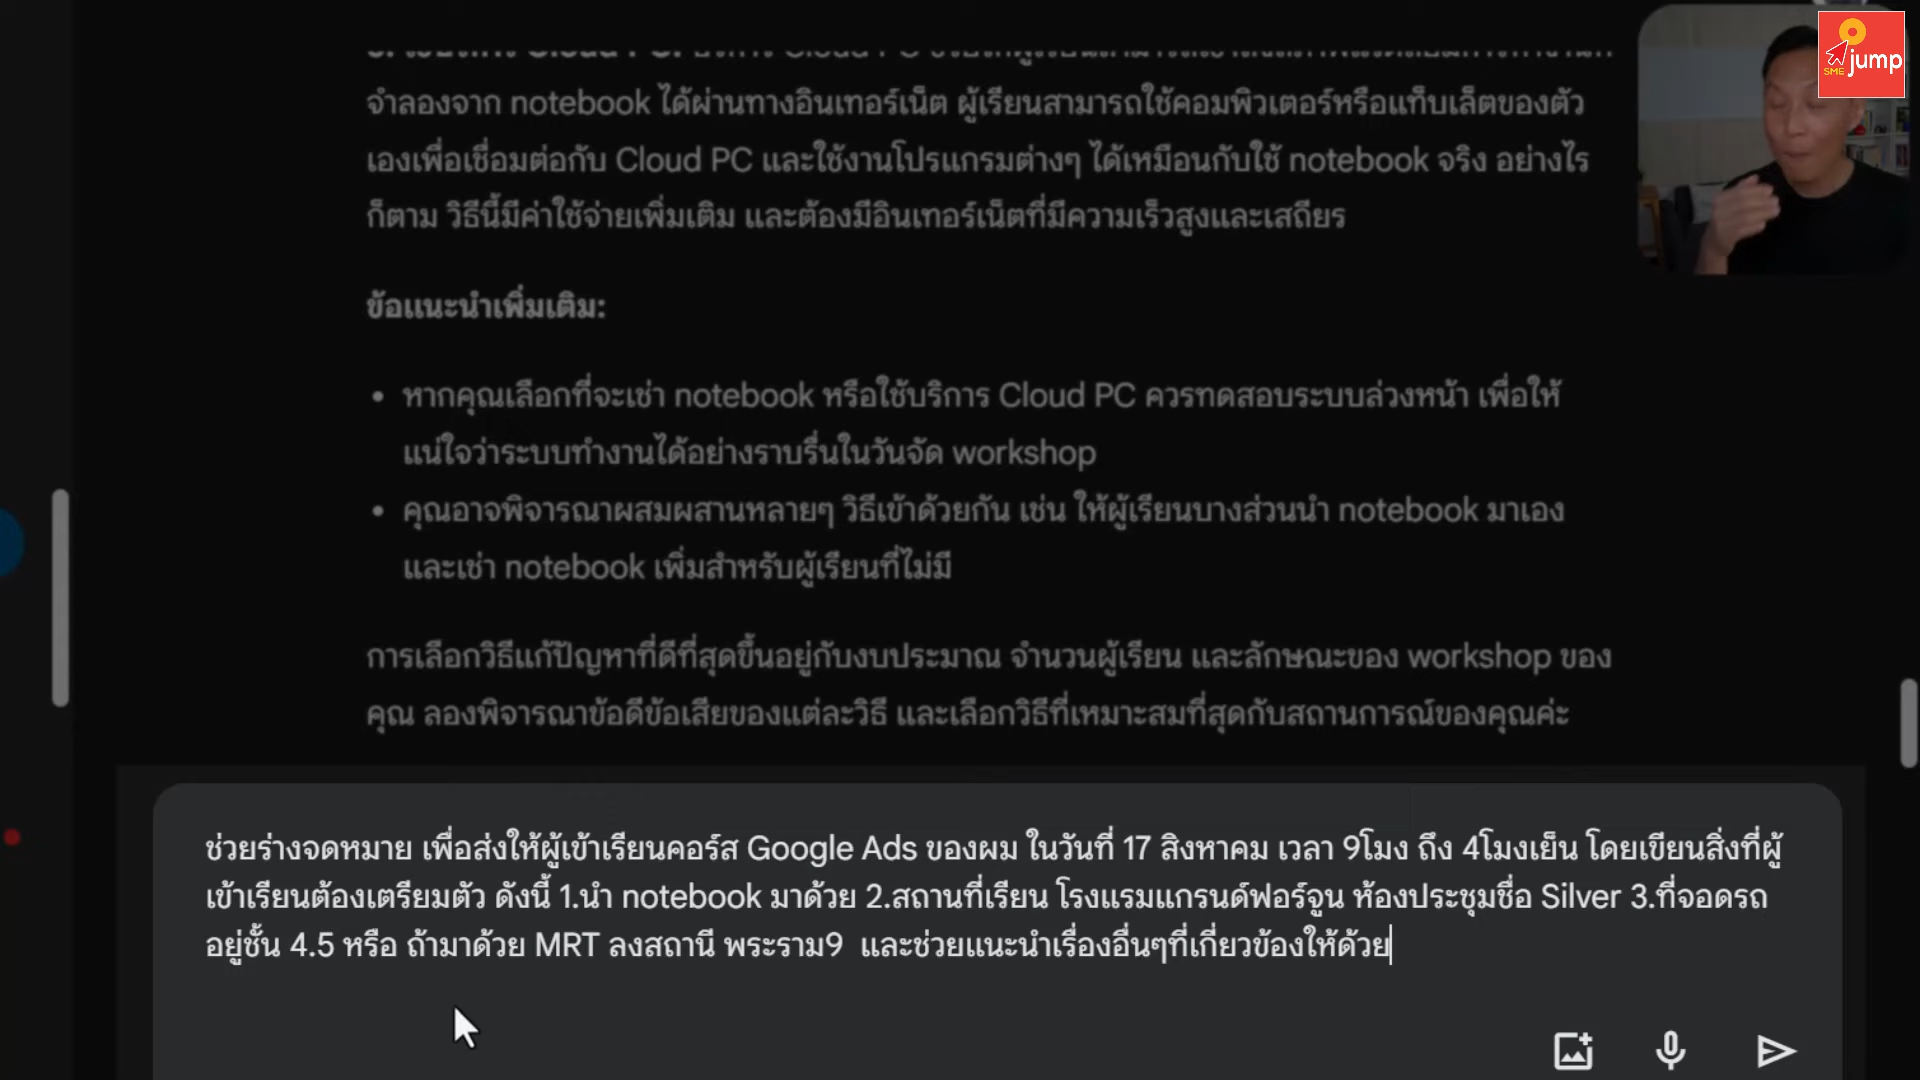 จำลองจาก notebook ได้ผ่านทางอินเทอร์เน็ต ผู้เรียนสามารถใช้คอมพิวเตอร์หรือแท็บเล็ตของตัว
เองเพื่อเชื่อมต่อกับ Cloud PC และใช้งานโปรแกรมต่างๆ ได้เหมือนกับใช้ notebook จริง อย่างไร
ก็ตาม วิธีนี้มีค่าใช้จ่ายเพิ่มเติม และต้องมีอินเทอร์เน็ตที่มีความเร็วสูงและเสถียร
ข้อแนะนำเพิ่มเติม:
• หากคุณเลือกที่จะเช่า notebook หรือใช้บริการ Cloud PC ควรทดสอบระบบล่วงหน้า เพื่อให้
แน่ใจว่าระบบทำงานได้อย่างราบรื่นในวันจัด workshop
• คุณอาจพิจารณาผสมผสานหลายๆ วิธีเข้าด้วยกัน เช่น ให้ผู้เรียนบางส่วนนำ notebook มาเอง
และเช่า notebook เพิ่มสำหรับผู้เรียนที่ไม่มี
การเลือกวิธีแก้ปัญหาที่ดีที่สุดขึ้นอยู่กับงบประมาณ จำนวนผู้เรียน และลักษณะของ workshop ของ
คุณ ลองพิจารณาข้อดีข้อเสียของแต่ละวิธี และเลือกวิธีที่เหมาะสมที่สุดกับสถานการณ์ของคุณค่ะ
ช่วยร่างจดหมาย เพื่อส่งให้ผู้เข้าเรียนคอร์ส Google Ads ของผม ในวันที่ 17 สิงหาคม เวลา 9โมง ถึง 4โมงเย็น โดยเขียนสิ่งที่ผู้
เข้าเรียนต้องเตรียมตัว ดังนี้ 1.นำ notebook มาด้วย 2.สถานที่เรียน โรงแรมแกรนด์ฟอร์จูน ห้องประชุมชื่อ Silver 3.ที่จอดรถ
อยู่ชั้น 4.5 หรือ ถ้ามาด้วย MRT ลงสถานี พระราม9 และช่วยแนะนำเรื่องอื่นๆที่เกี่ยวข้องให้ด้วย
SME jump